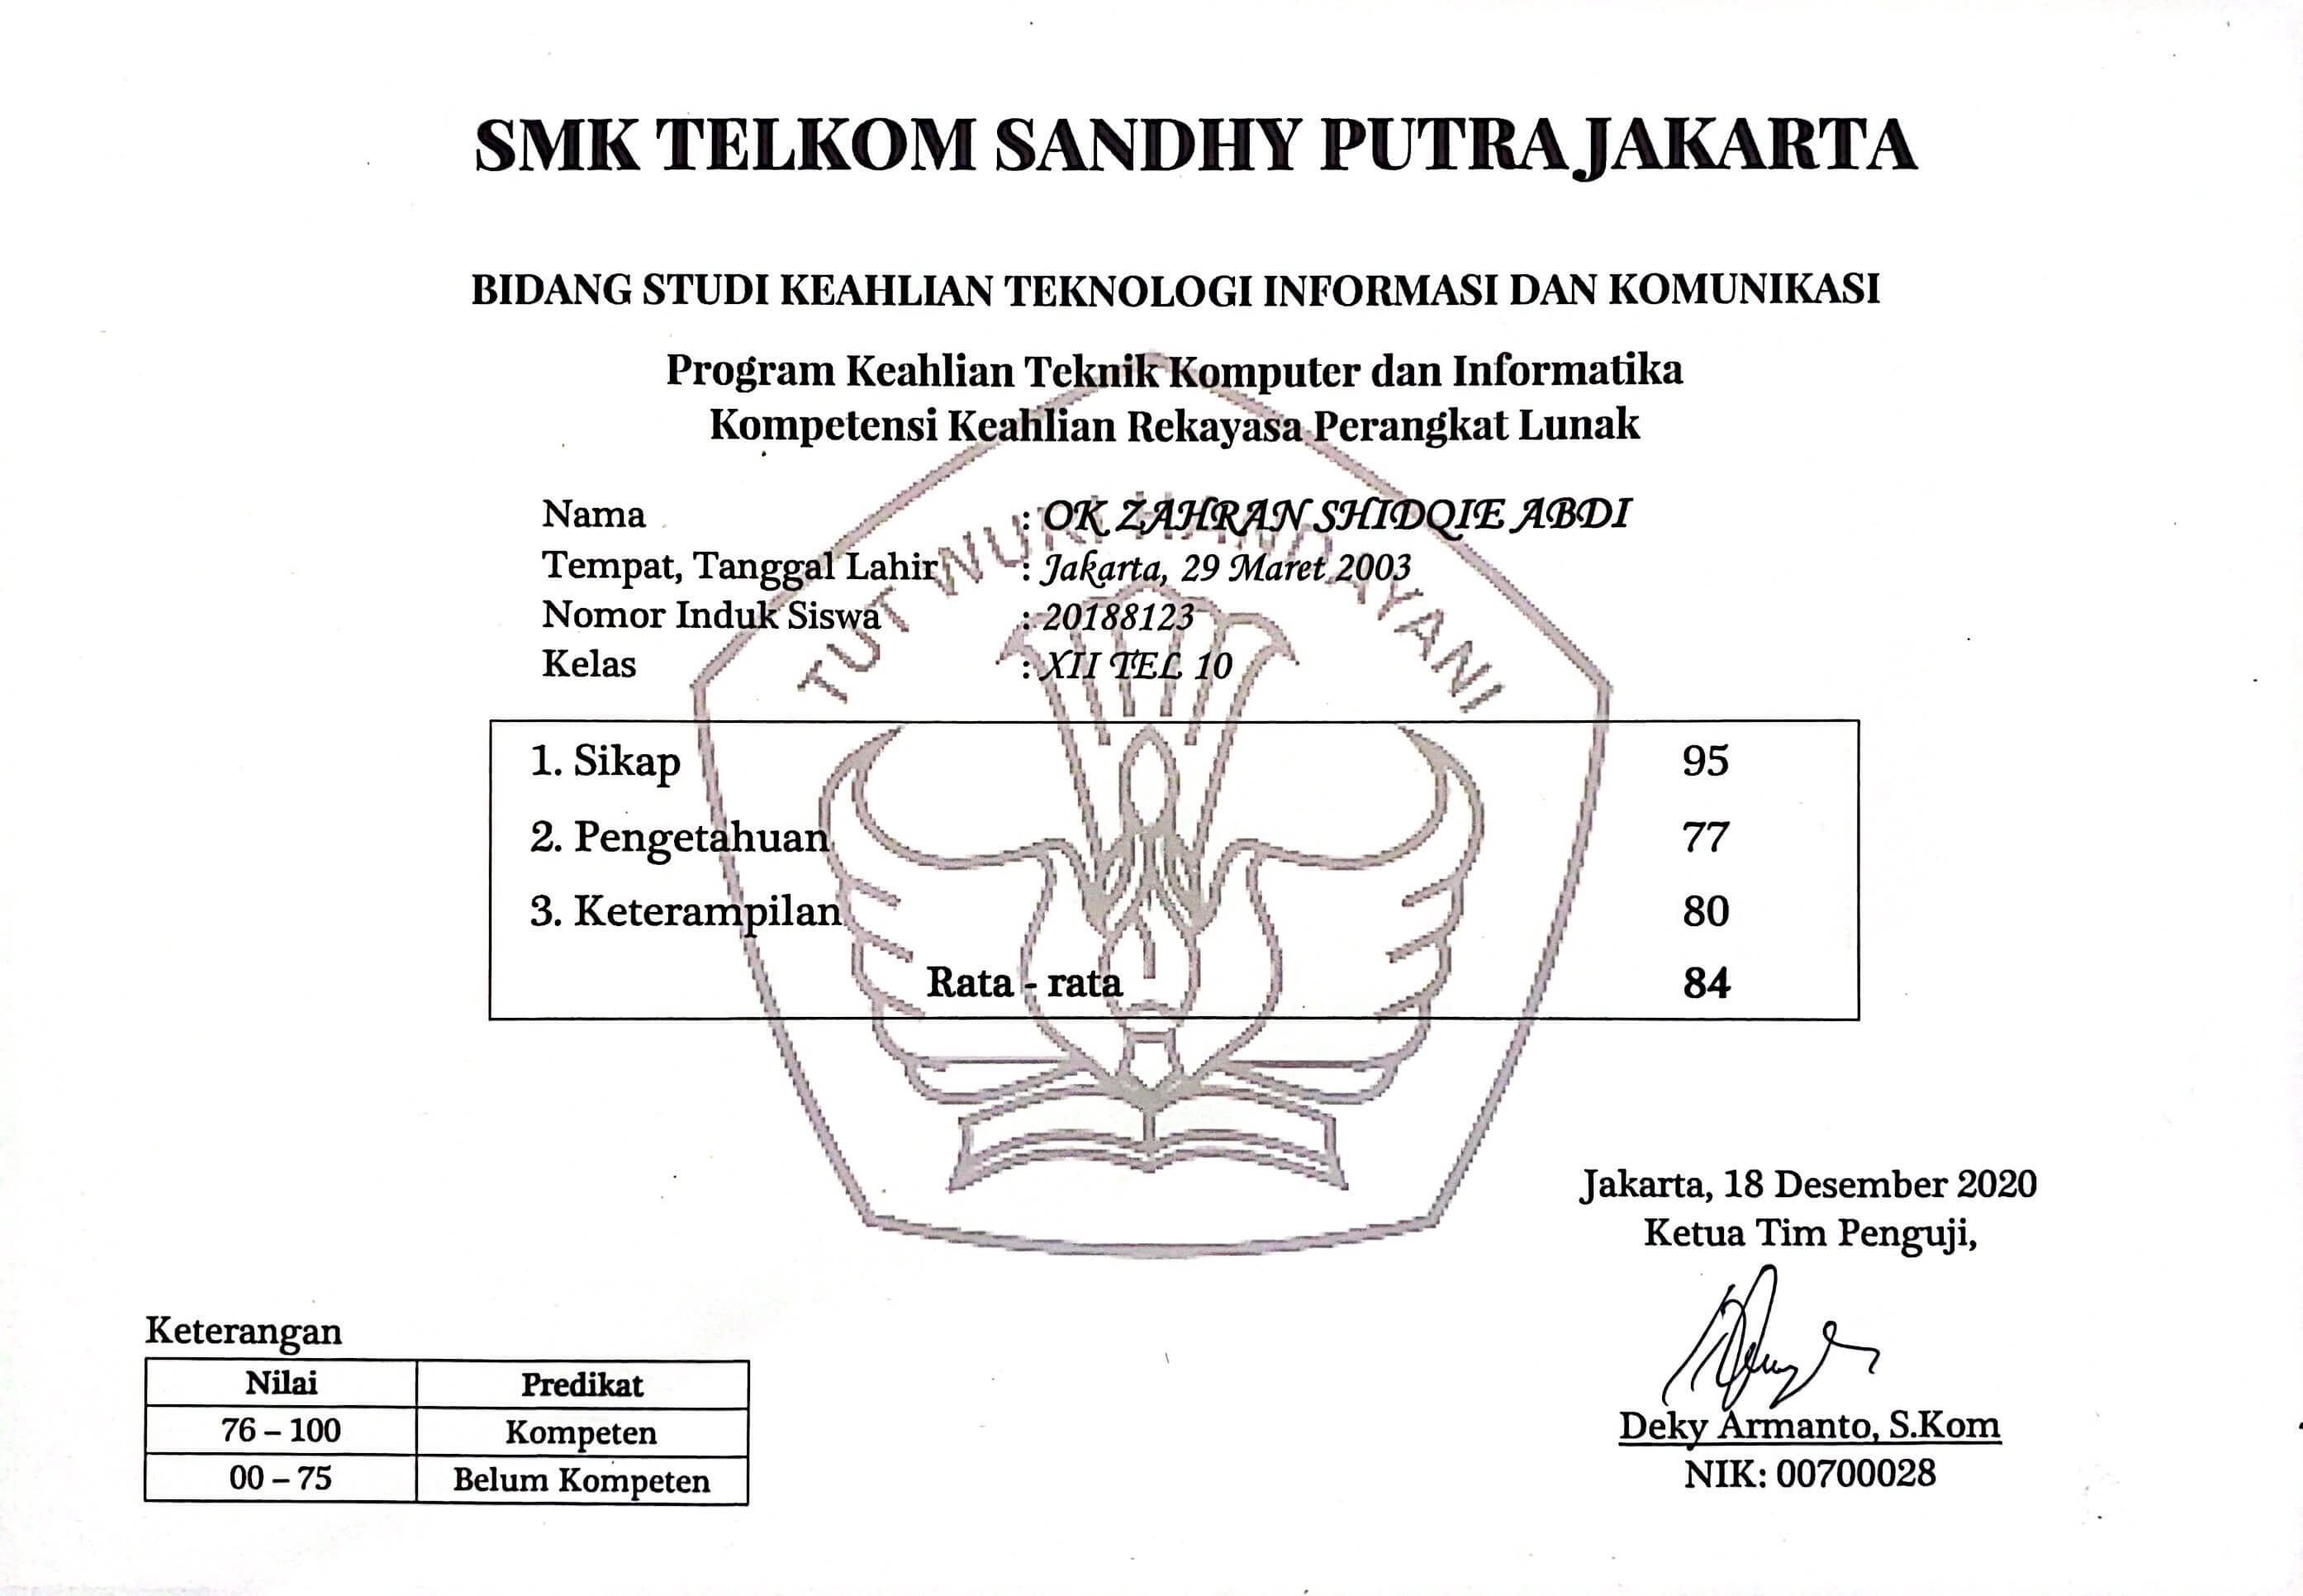 SMK TELKOM SANDHY PUTRA JAKARTA
BIDANG STUDI KEAHLIAN TEKNOLOGI INFORMASI DAN KOMUNIKASI
Program Keahlian Teknik Komputer dan Informatika
Kompetensi Keahlian Rekayasa Perangkat Lunak
TUT WURI HANDAYANI
Nama : OK ZAHRAN SHIDQIE ABDI
Tempat, Tanggal Lahir : Jakarta, 29 Maret 2003
Nomor Induk Siswa : 20188123
Kelas : XII TEL 10
1. Sikap 95
2. Pengetahuan 77
3. Keterampilan 80
Rata - rata 84
Jakarta, 18 Desember 2020
Ketua Tim Penguji,
Deky Armanto, S.Kom
NIK: 00700028
Keterangan
Nilai Predikat
76 – 100 Kompeten
00 – 75 Belum Kompeten